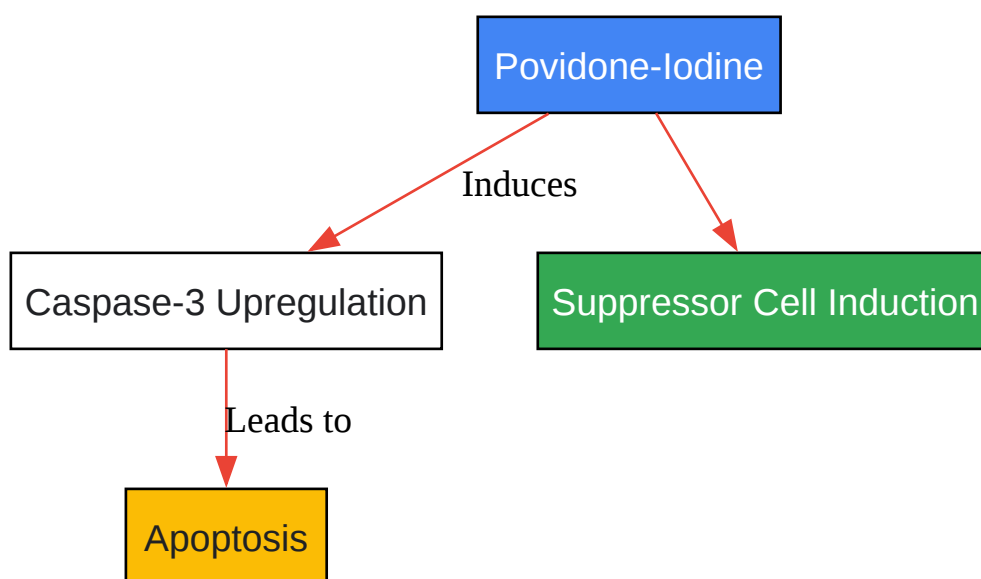 Povidone-Iodine
Induces
Caspase-3 Upregulation
Suppressor Cell Induction
Leads to
Apoptosis